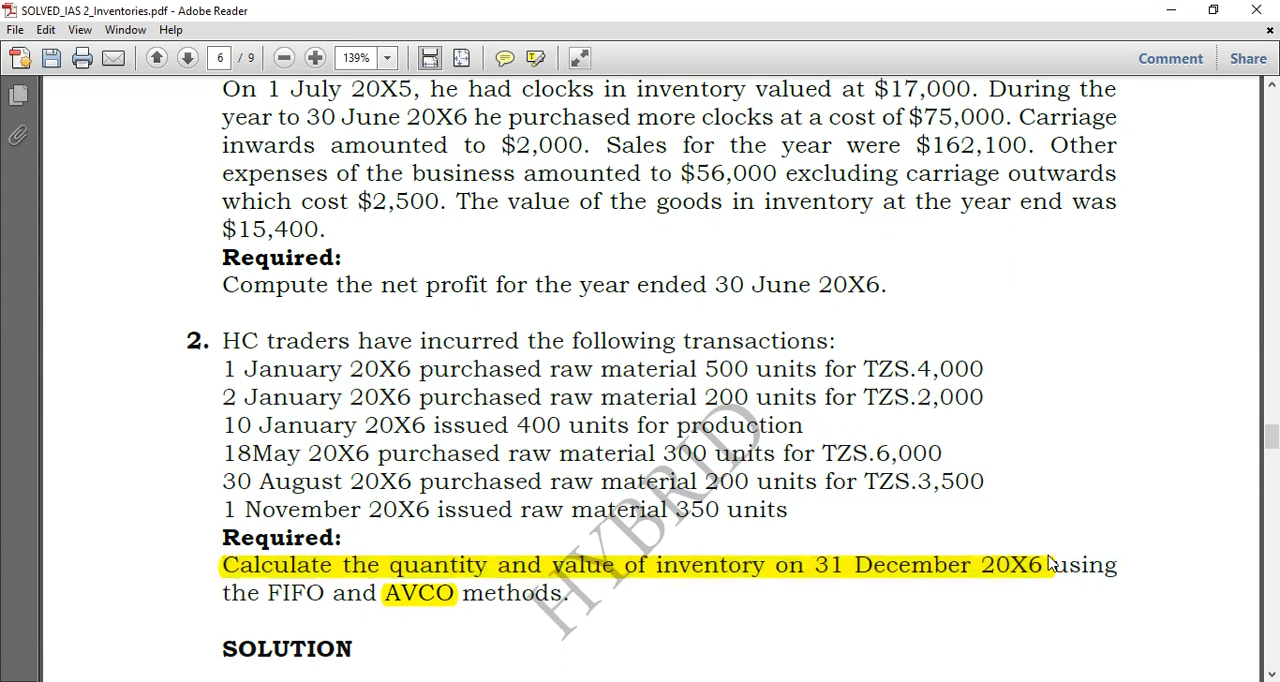 SOLVED_IAS 2_Inventories.pdf - Adobe Reader
File Edit View Window Help
6 / 9 139% Comment Share
On 1 July 20X5, he had clocks in inventory valued at $17,000. During the
year to 30 June 20X6 he purchased more clocks at a cost of $75,000. Carriage
inwards amounted to $2,000. Sales for the year were $162,100. Other
expenses of the business amounted to $56,000 excluding carriage outwards
which cost $2,500. The value of the goods in inventory at the year end was
$15,400.
Required:
Compute the net profit for the year ended 30 June 20X6.
2. HC traders have incurred the following transactions:
1 January 20X6 purchased raw material 500 units for TZS.4,000
2 January 20X6 purchased raw material 200 units for TZS.2,000
10 January 20X6 issued 400 units for production
18May 20X6 purchased raw material 300 units for TZS.6,000
30 August 20X6 purchased raw material 200 units for TZS.3,500
1 November 20X6 issued raw material 350 units
Required:
Calculate the quantity and value of inventory on 31 December 20X6 using
the FIFO and AVCO methods.
SOLUTION
HYBRID